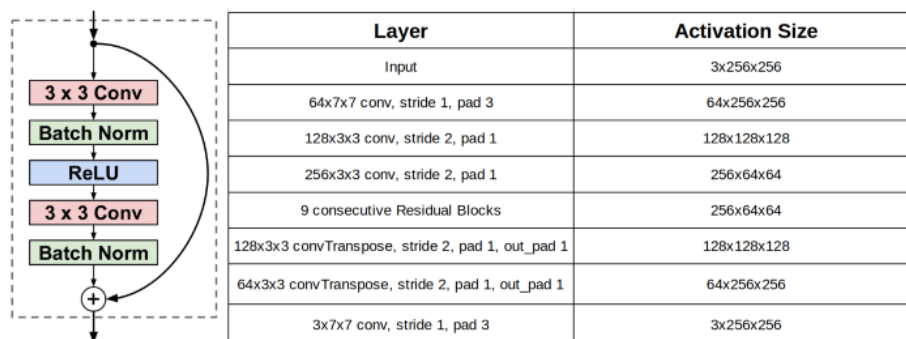 3 x 3 Conv
Batch Norm
ReLU
3 x 3 Conv
Batch Norm
+
Layer Activation Size
Input 3x256x256
64x7x7 conv, stride 1, pad 3 64x256x256
128x3x3 conv, stride 2, pad 1 128x128x128
256x3x3 conv, stride 2, pad 1 256x64x64
9 consecutive Residual Blocks 256x64x64
128x3x3 convTranspose, stride 2, pad 1, out_pad 1 128x128x128
64x3x3 convTranspose, stride 2, pad 1, out_pad 1 64x256x256
3x7x7 conv, stride 1, pad 3 3x256x256